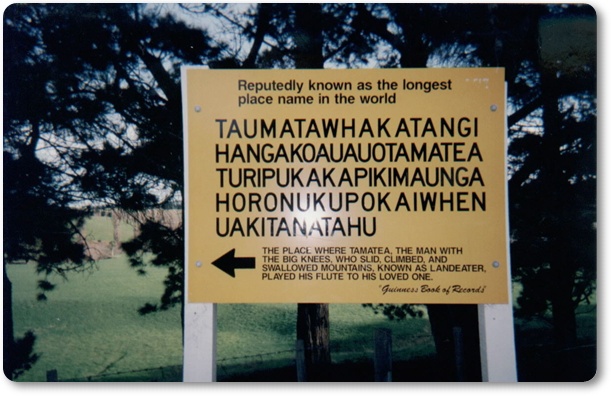 Reputedly known as the longest
place name in the world
TAUMATAWHAKATANGI
HANGAKOAUAUOTAMATEA
TURIPUKAKAPIKIMAUNGA
HORONUKUPOKAIWHEN
UAKITANATAHU
THE PLACE WHERE TAMATEA, THE MAN WITH
THE BIG KNEES, WHO SLID, CLIMBED, AND
SWALLOWED MOUNTAINS, KNOWN AS LANDEATER,
PLAYED HIS FLUTE TO HIS LOVED ONE.
"Guinness Book of Records"